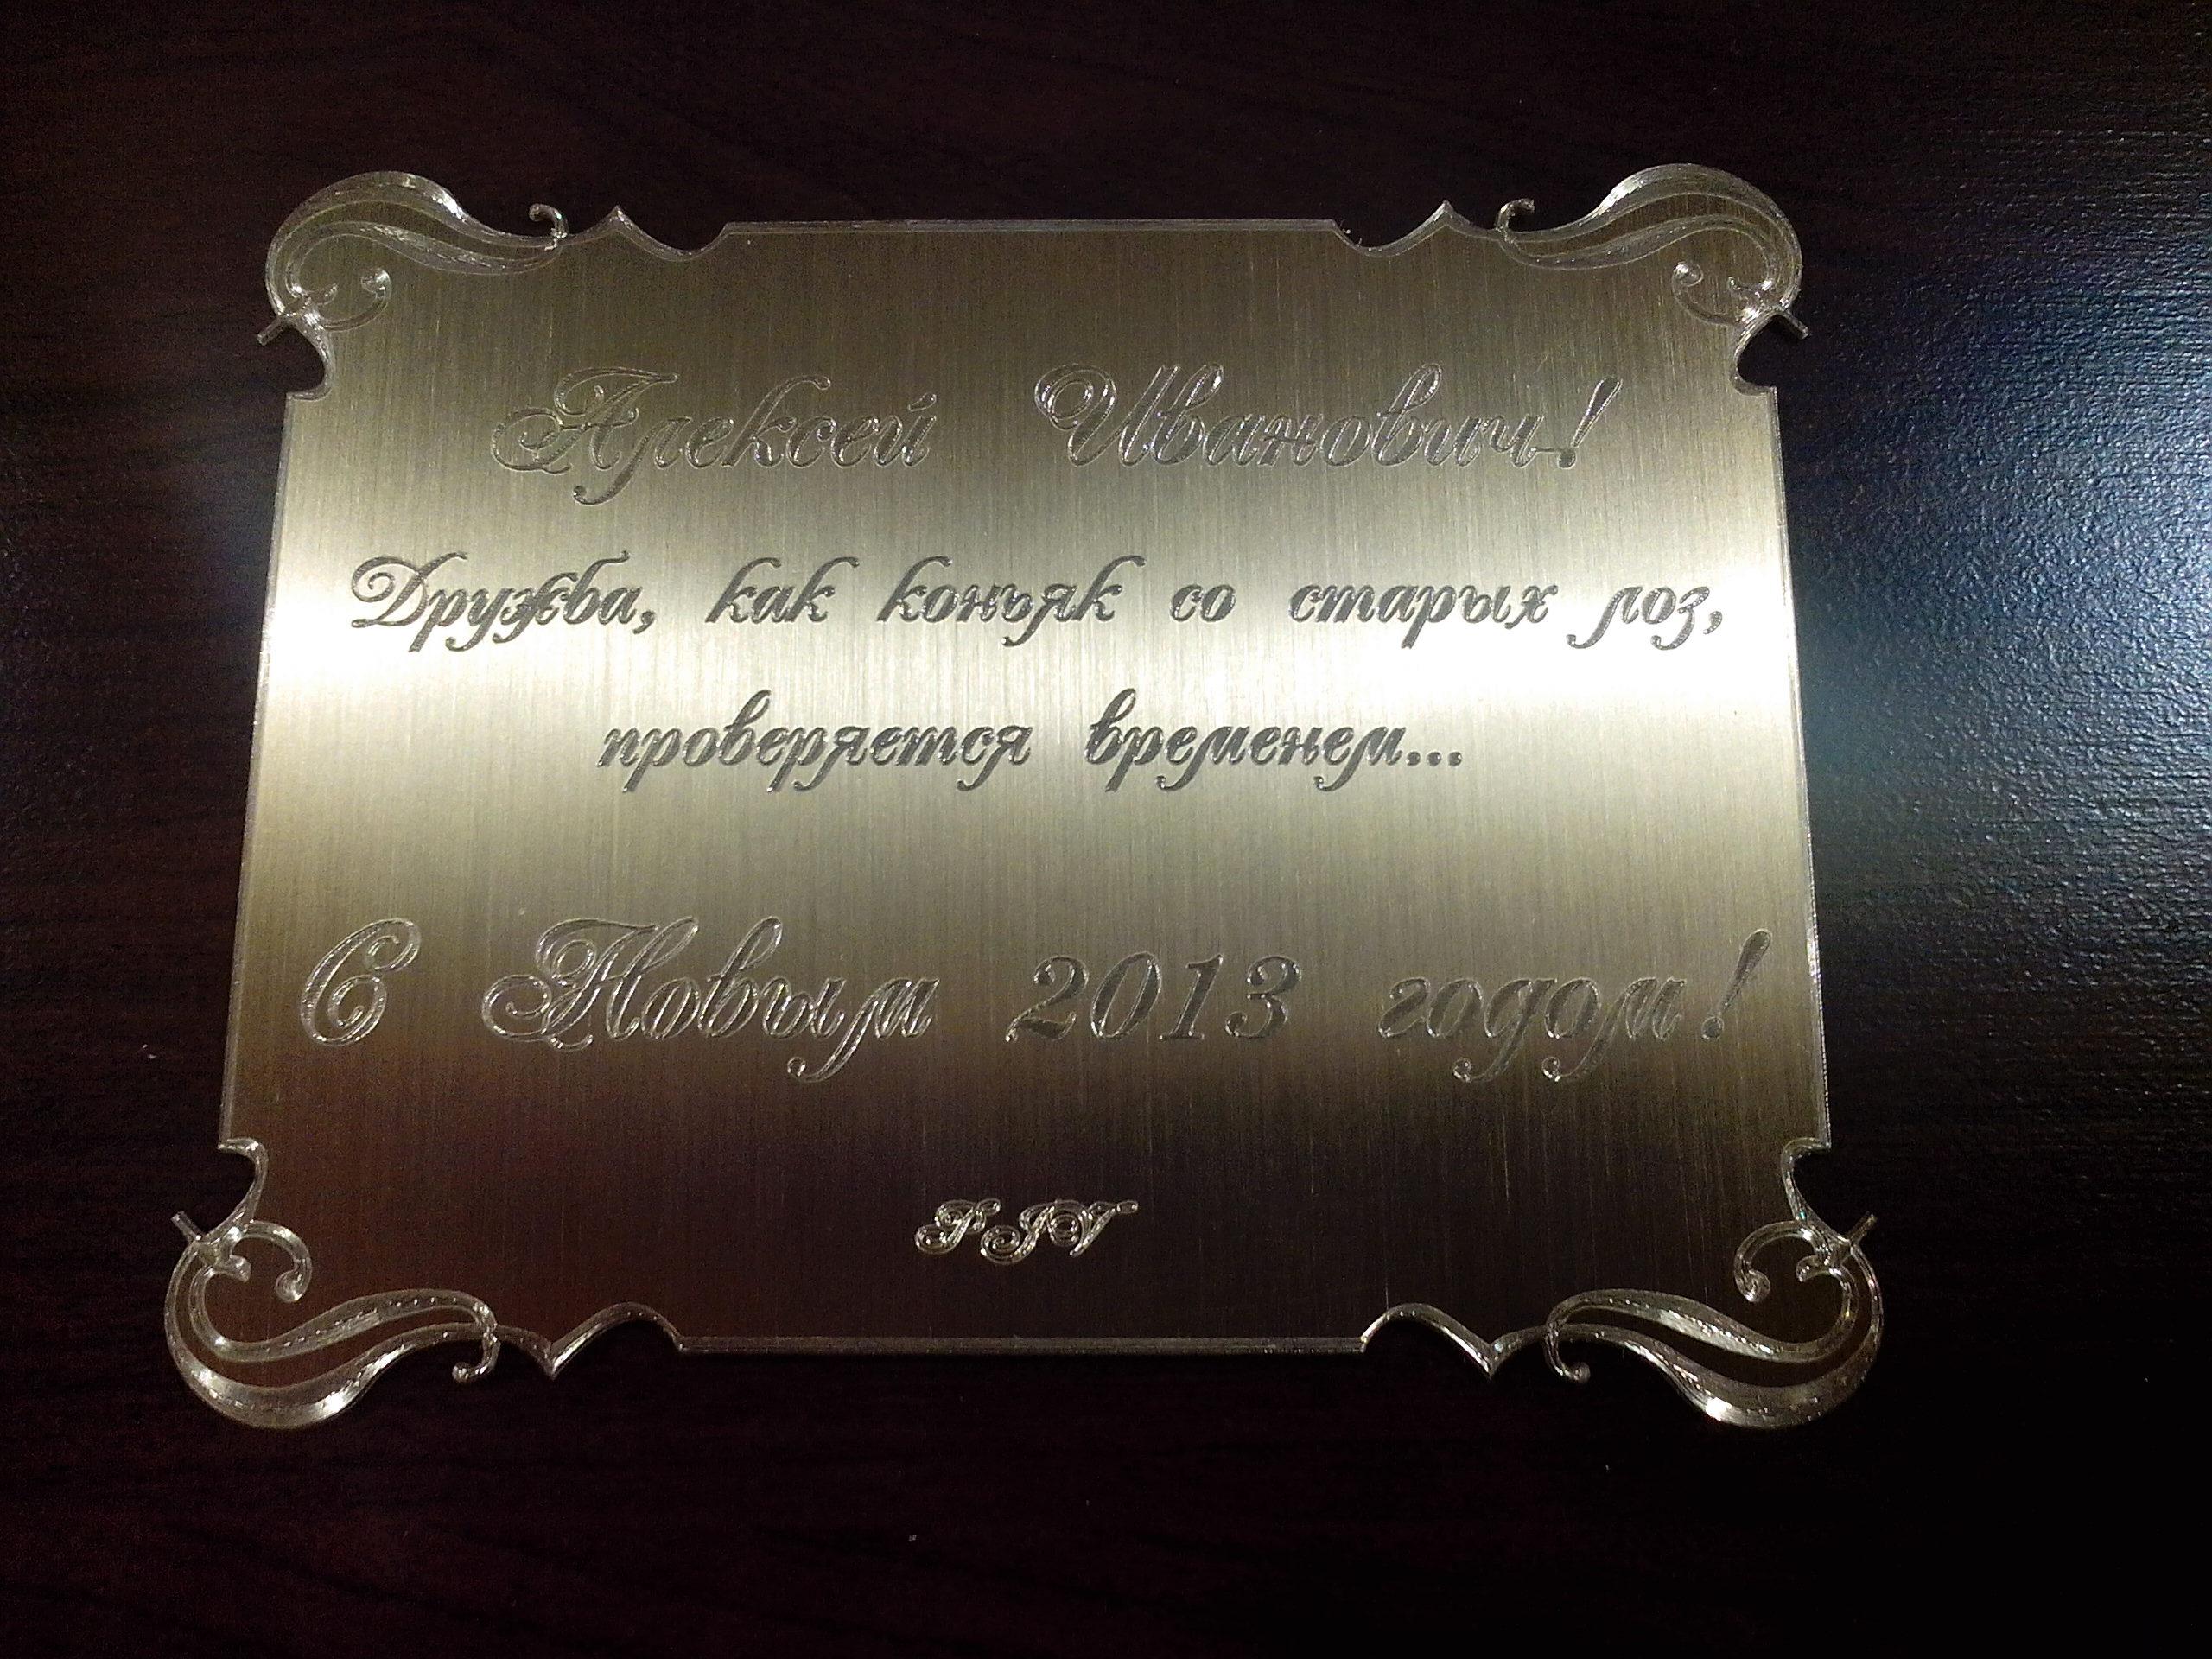 Алексей Иванович!
Дружба, как коньяк со старых лоз,
проверяется временем...
С Новым 2013 годом!